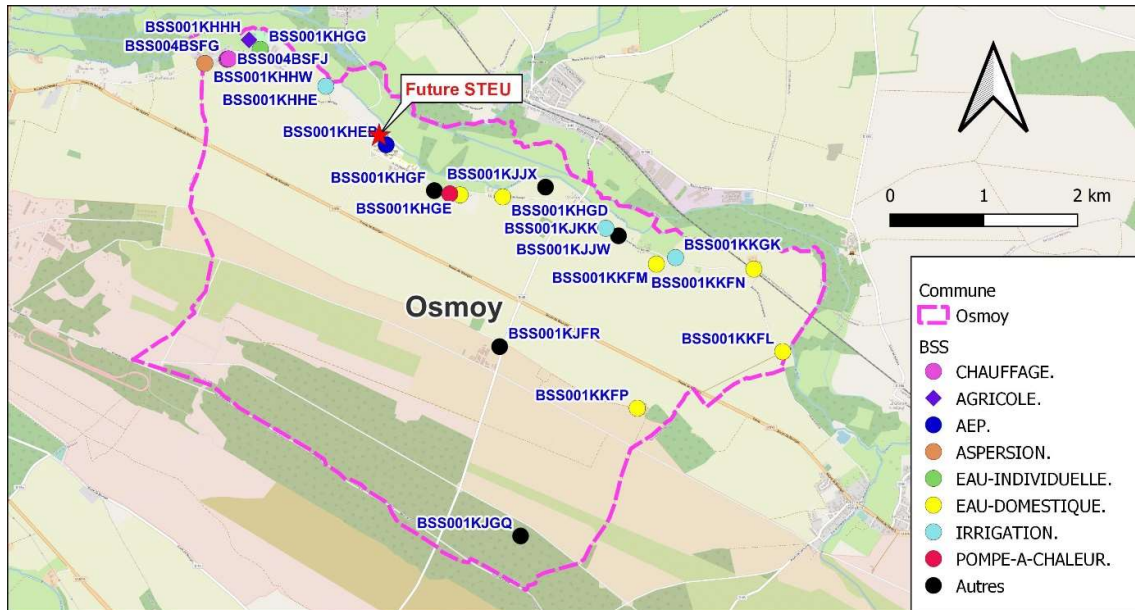 BSS001KHHH
BSS001KHGG
BSS004BSFG
BSS004BSFJ
BSS001KHHW
BSS001KHHE
Future STEU
BSS001KHEB
BSS001KHGF
BSS001KJJX
BSS001KHGE
BSS001KHGD
BSS001KJKK
BSS001KJJW
BSS001KKGK
BSS001KKFM
BSS001KKFN
Osmoy
BSS001KJFR
BSS001KKFL
BSS001KKFP
BSS001KJGQ
0 1 2 km
Commune
Osmoy
BSS
CHAUFFAGE.
AGRICOLE.
AEP.
ASPERSION.
EAU-INDIVIDUELLE.
EAU-DOMESTIQUE.
IRRIGATION.
POMPE-A-CHALEUR.
Autres